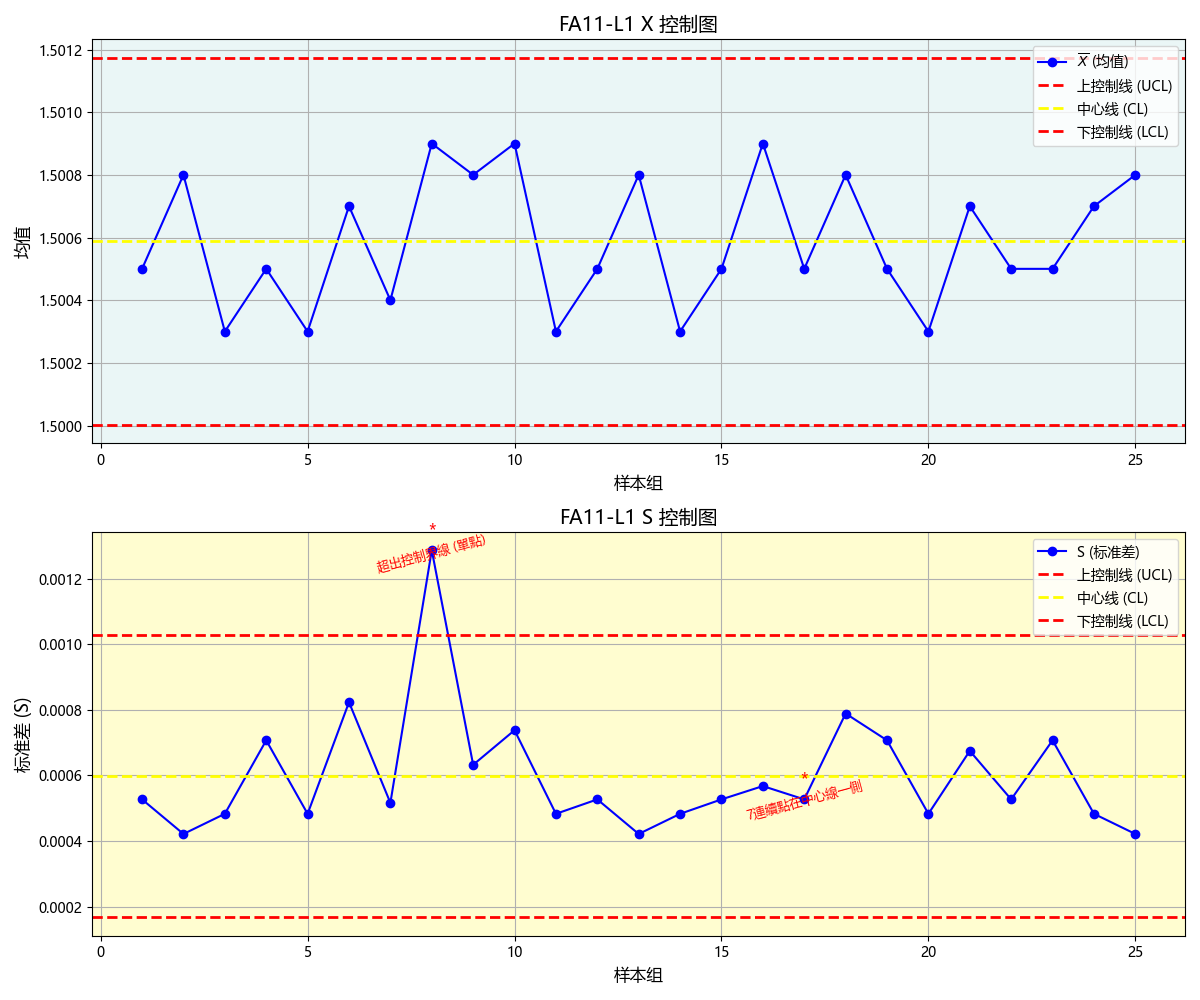 FA11-L1 X 控制图
1.5012
1.5010
1.5008
1.5006
1.5004
1.5002
1.5000
均值
X (均值)
上控制线 (UCL)
中心线 (CL)
下控制线 (LCL)
0 5 10 15 20 25
样本组
FA11-L1 S 控制图
0.0012
0.0010
0.0008
0.0006
0.0004
0.0002
标准差 (S)
*
超出控制界線 (單點)
*
7連續點在中心線一側
S (标准差)
上控制线 (UCL)
中心线 (CL)
下控制线 (LCL)
0 5 10 15 20 25
样本组